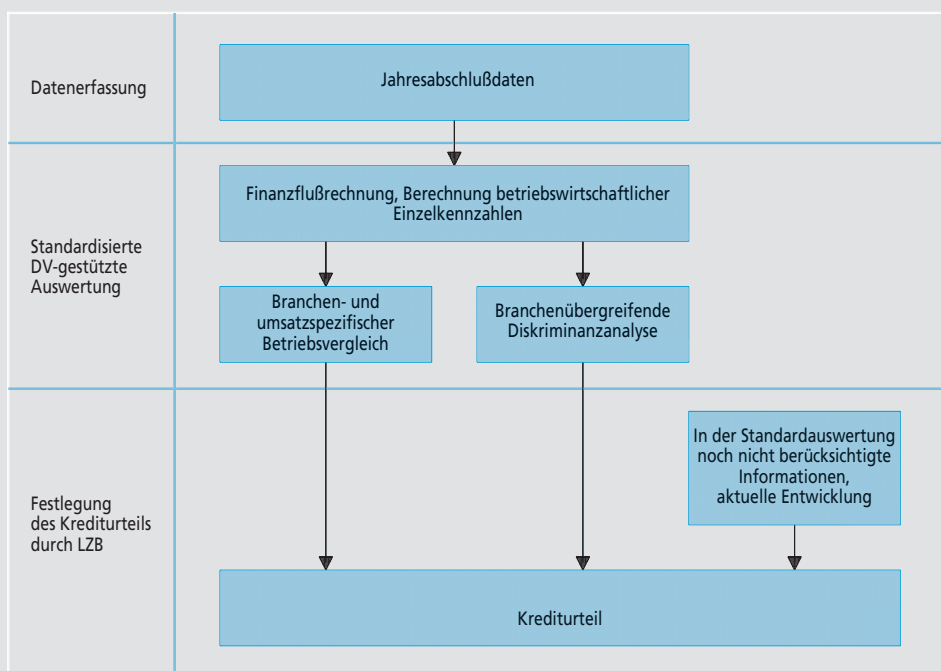 Datenerfassung
Jahresabschlußdaten
Standardisierte
DV-gestützte
Auswertung
Finanzflußrechnung, Berechnung betriebswirtschaftlicher
Einzelkennzahlen
Branchen- und
umsatzspezifischer
Betriebsvergleich
Branchenübergreifende
Diskriminanzanalyse
Festlegung
des Krediturteils
durch LZB
In der Standardauswertung
noch nicht berücksichtigte
Informationen,
aktuelle Entwicklung
Krediturteil